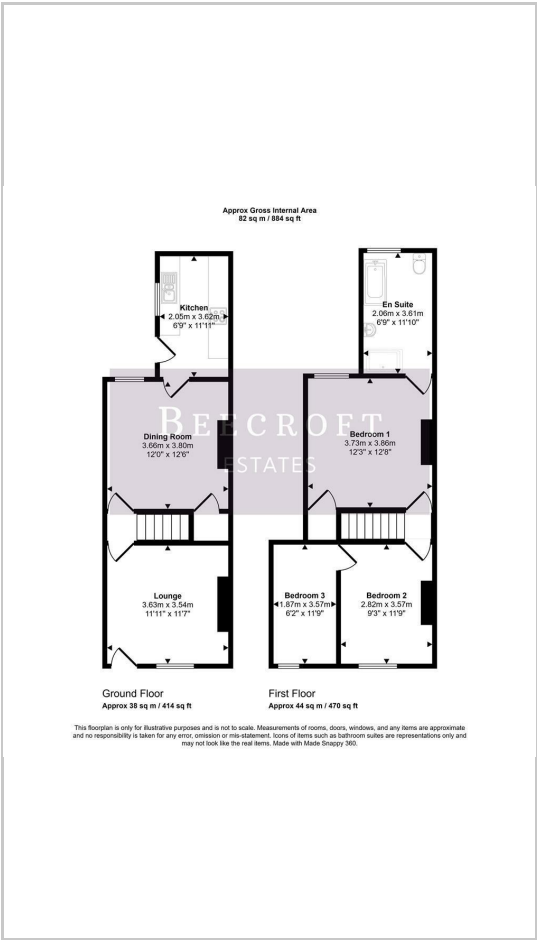 Approx Gross Internal Area
82 sq m / 884 sq ft
Kitchen
2.05m x 3.62m
6'9" x 11'11"
En Suite
2.06m x 3.61m
6'9" x 11'10"
BEECROFT
ESTATES
Dining Room
3.66m x 3.80m
12'0" x 12'6"
Bedroom 1
3.73m x 3.86m
12'3" x 12'8"
Lounge
3.63m x 3.54m
11'11" x 11'7"
Bedroom 3
1.87m x 3.57m
6'2" x 11'9"
Bedroom 2
2.82m x 3.57m
9'3" x 11'9"
Ground Floor
Approx 38 sq m / 414 sq ft
First Floor
Approx 44 sq m / 470 sq ft
This floorplan is only for illustrative purposes and is not to scale. Measurements of rooms, doors, windows, and any items are approximate
and no responsibility is taken for any error, omission or mis-statement. Icons of items such as bathroom suites are representations only and
may not look like the real items. Made with Made Snappy 360.